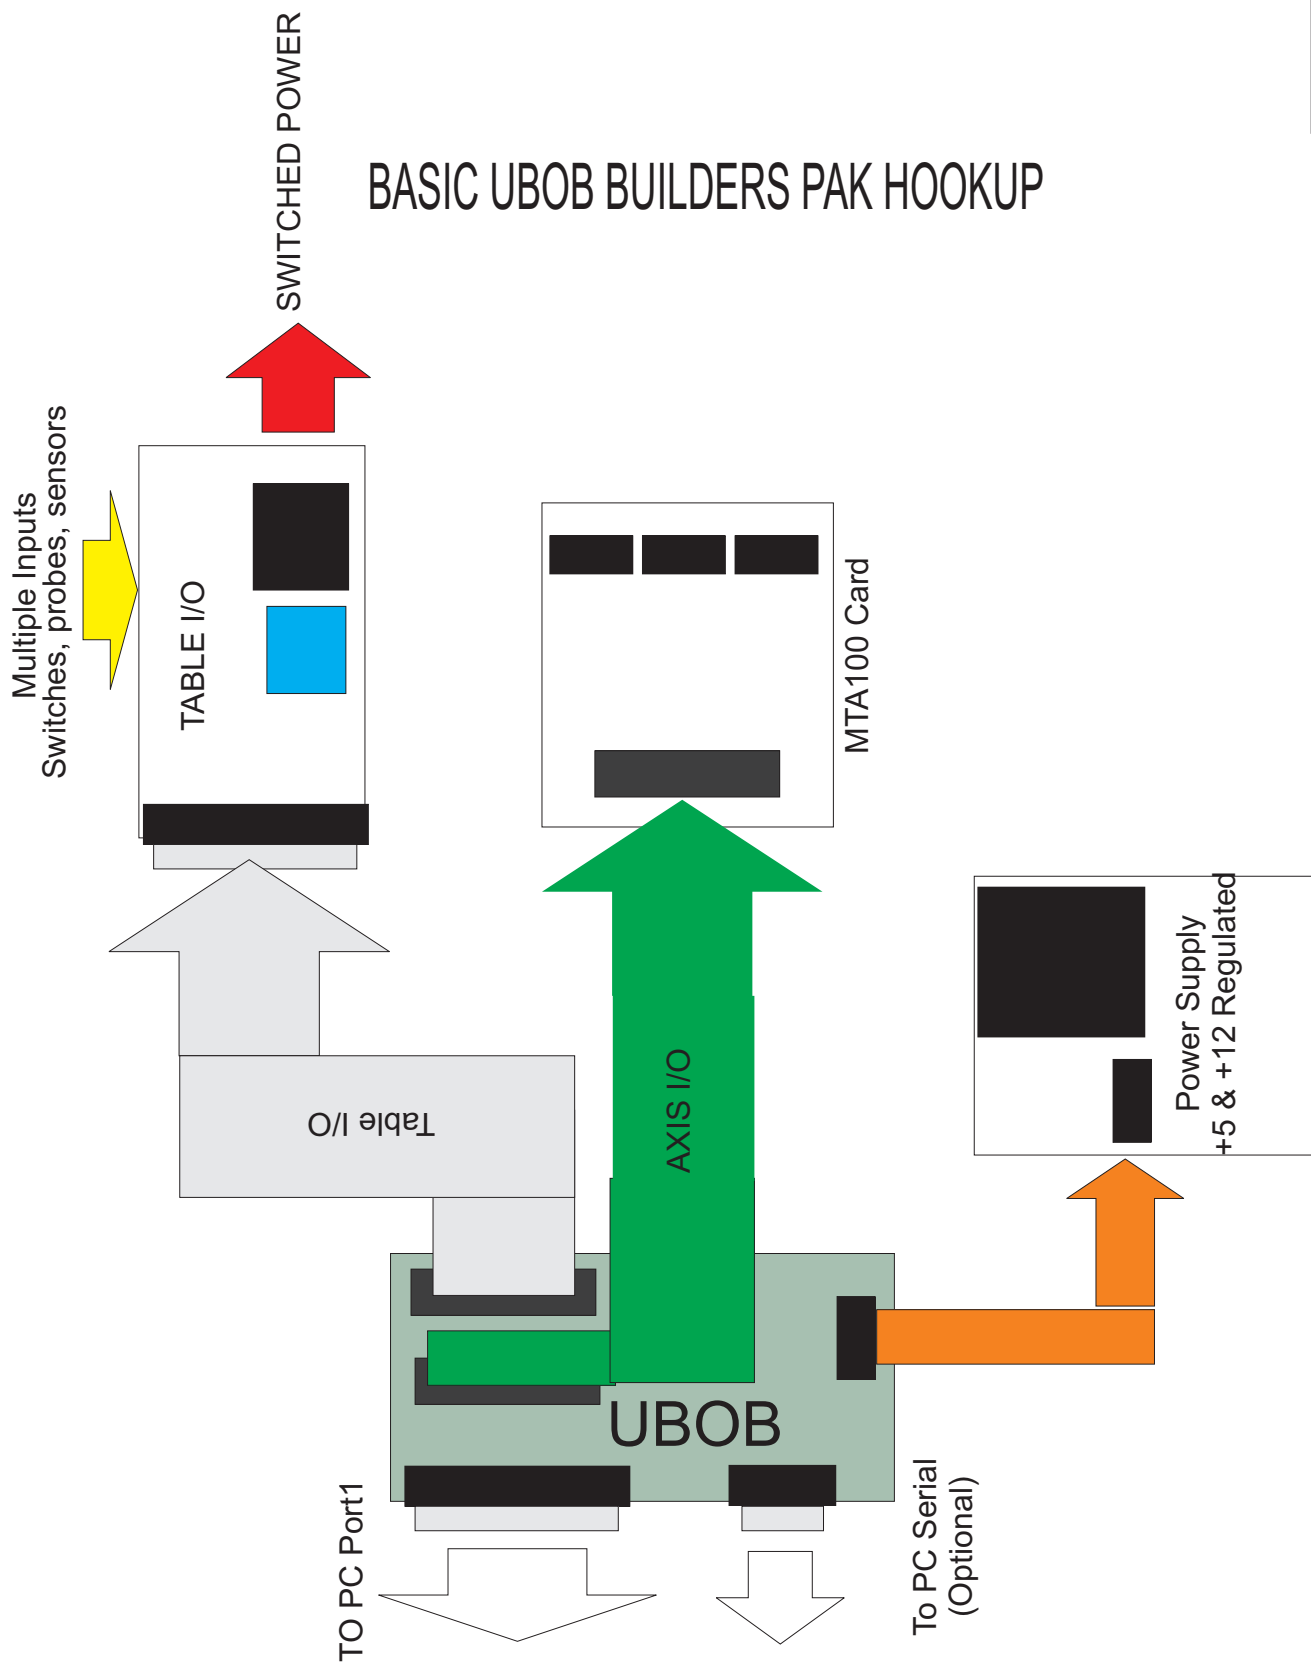 BASIC UBOB BUILDERS PAK HOOKUP
SWITCHED POWER
Multiple Inputs
Switches, probes, sensors
TABLE I/O
MTA100 Card
Table I/O
AXIS I/O
Power Supply
+5 & +12 Regulated
UBOB
TO PC Port1
To PC Serial
(Optional)